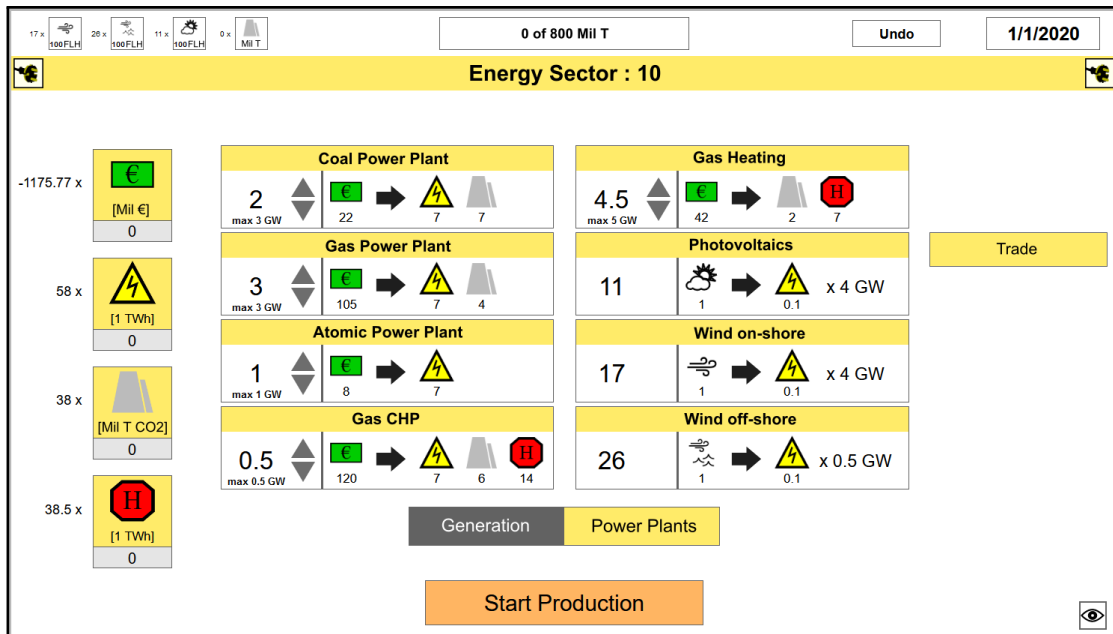 17 x 100FLH 26 x 100FLH 11 x 100FLH 0 x Mil T
0 of 800 Mil T
Undo
1/1/2020
Energy Sector : 10
-1175.77 x
€
[Mil €]
0
58 x
[1 TWh]
0
38 x
[Mil T CO2]
0
38.5 x
H
[1 TWh]
0
Coal Power Plant
2
max 3 GW
€
22 7 7
Gas Power Plant
3
max 3 GW
€
105 7 4
Atomic Power Plant
1
max 1 GW
€
8 7
Gas CHP
0.5
max 0.5 GW
€ H
120 7 6 14
Gas Heating
4.5
max 5 GW
€ H
42 2 7
Photovoltaics
11
1 0.1
x 4 GW
Wind on-shore
17
1 0.1
x 4 GW
Wind off-shore
26
1 0.1
x 0.5 GW
Trade
Generation Power Plants
Start Production